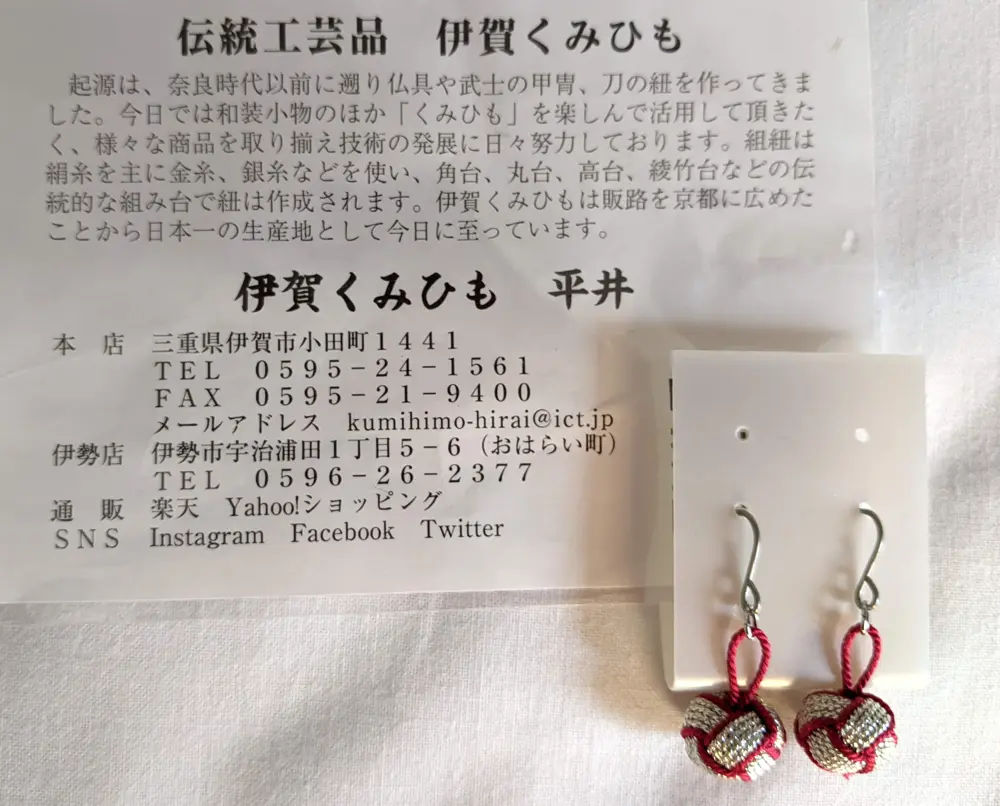 伝統工芸品　伊賀くみひも
起源は、奈良時代以前に遡り仏具や武士の甲冑、刀の紐を作ってきま
した。今日では和装小物のほか「くみひも」を楽しんで活用して頂きた
く、様々な商品を取り揃え技術の発展に日々努力しております。組紐は
絹糸を主に金糸、銀糸などを使い、角台、丸台、高台、綾竹台などの伝
統的な組み台で紐は作成されます。伊賀くみひもは販路を京都に広めた
ことから日本一の生産地として今日に至っています。
伊賀くみひも　平井
本　店　三重県伊賀市小田町１４４１
ＴＥＬ　０５９５－２４－１５６１
ＦＡＸ　０５９５－２１－９４００
メールアドレス　kumihimo-hirai@ict.jp
伊勢店　伊勢市宇治浦田１丁目５－６（おはらい町）
ＴＥＬ　０５９６－２６－２３７７
通　販　楽天　Yahoo!ショッピング
ＳＮＳ　Instagram　Facebook　Twitter